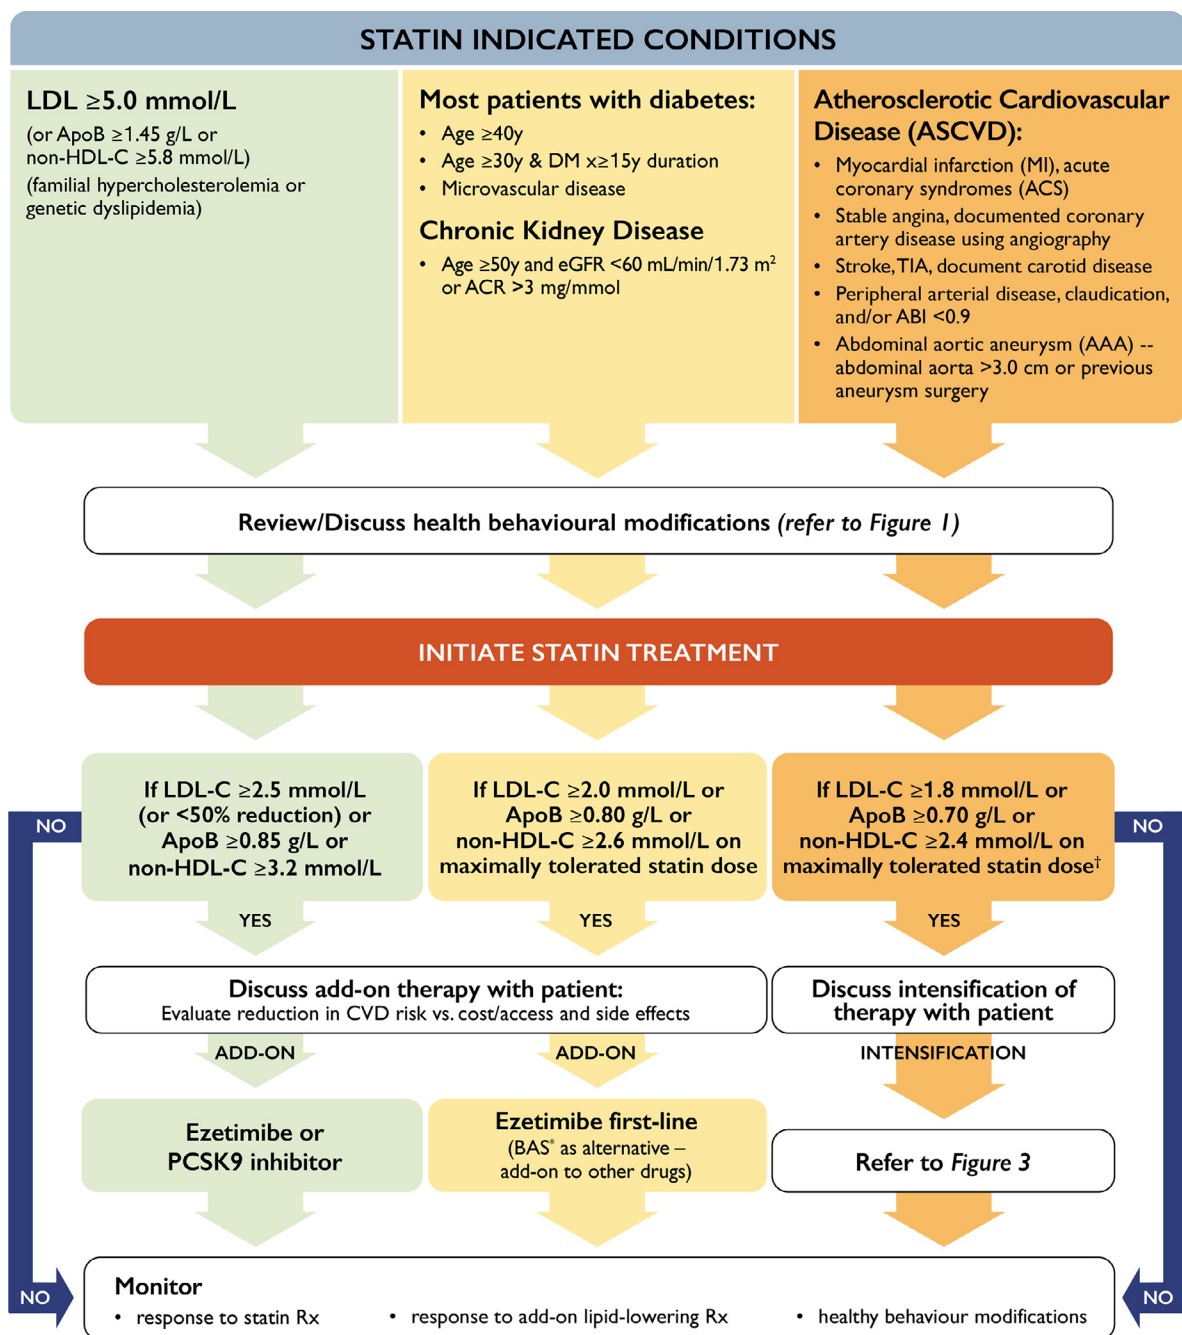 STATIN INDICATED CONDITIONS
LDL ≥5.0 mmol/L
(or ApoB ≥1.45 g/L or
non-HDL-C ≥5.8 mmol/L)
(familial hypercholesterolemia or
genetic dyslipidemia)
Most patients with diabetes:
• Age ≥40y
• Age ≥30y & DM x≥15y duration
• Microvascular disease
Chronic Kidney Disease
• Age ≥50y and eGFR <60 mL/min/1.73 m²
or ACR >3 mg/mmol
Atherosclerotic Cardiovascular
Disease (ASCVD):
• Myocardial infarction (MI), acute
coronary syndromes (ACS)
• Stable angina, documented coronary
artery disease using angiography
• Stroke, TIA, document carotid disease
• Peripheral arterial disease, claudication,
and/or ABI <0.9
• Abdominal aortic aneurysm (AAA) --
abdominal aorta >3.0 cm or previous
aneurysm surgery
Review/Discuss health behavioural modifications (refer to Figure 1)
INITIATE STATIN TREATMENT
If LDL-C ≥2.5 mmol/L
(or <50% reduction) or
ApoB ≥0.85 g/L or
non-HDL-C ≥3.2 mmol/L
If LDL-C ≥2.0 mmol/L or
ApoB ≥0.80 g/L or
non-HDL-C ≥2.6 mmol/L on
maximally tolerated statin dose
If LDL-C ≥1.8 mmol/L or
ApoB ≥0.70 g/L or
non-HDL-C ≥2.4 mmol/L on
maximally tolerated statin dose†
NO
NO
YES
YES
YES
Discuss add-on therapy with patient:
Evaluate reduction in CVD risk vs. cost/access and side effects
Discuss intensification of
therapy with patient
ADD-ON
ADD-ON
INTENSIFICATION
Ezetimibe or
PCSK9 inhibitor
Ezetimibe first-line
(BAS* as alternative –
add-on to other drugs)
Refer to Figure 3
NO
NO
Monitor
• response to statin Rx
• response to add-on lipid-lowering Rx
• healthy behaviour modifications